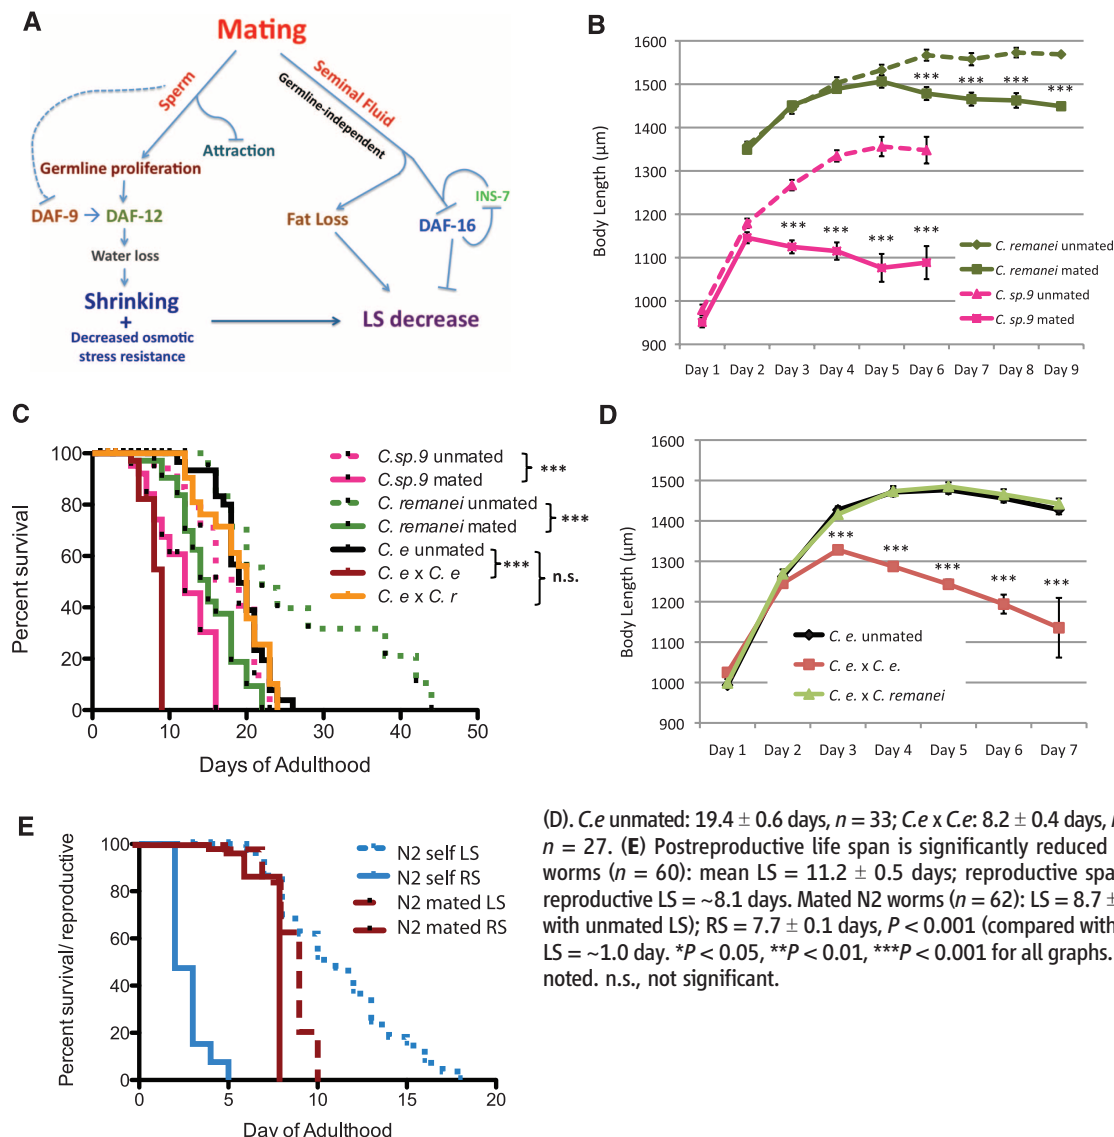 A
Mating
Sperm
Seminal Fluid
Germline-independent
Attraction
Germline proliferation
DAF-9
DAF-12
Water loss
Shrinking
+
Decreased osmotic
stress resistance
Fat Loss
INS-7
DAF-16
LS decrease
B
Body Length (µm)
1600
1500
1400
1300
1200
1100
1000
900
*** *** *** ***
*** *** *** ***
C. remanei unmated
C. remanei mated
C. sp.9 unmated
C. sp.9 mated
Day 1 Day 2 Day 3 Day 4 Day 5 Day 6 Day 7 Day 8 Day 9
C
Percent survival
100
80
60
40
20
0
C.sp.9 unmated
C.sp.9 mated
***
C. remanei unmated
C. remanei mated
***
C. e unmated
C. e x C. e
C. e x C. r
***
n.s.
0 10 20 30 40 50
Days of Adulthood
D
Body Length (µm)
1600
1500
1400
1300
1200
1100
1000
900
*** *** *** *** ***
C. e. unmated
C. e. x C. e.
C. e. x C. remanei
Day 1 Day 2 Day 3 Day 4 Day 5 Day 6 Day 7
E
Percent survival/ reproductive
100
80
60
40
20
0
N2 self LS
N2 self RS
N2 mated LS
N2 mated RS
0 5 10 15 20
Day of Adulthood
(D). C.e unmated: 19.4 ± 0.6 days, n = 33; C.e x C.e: 8.2 ± 0.4 days,
n = 27. (E) Postreproductive life span is significantly reduced
worms (n = 60): mean LS = 11.2 ± 0.5 days; reproductive spa
reproductive LS = ~8.1 days. Mated N2 worms (n = 62): LS = 8.7 ±
with unmated LS); RS = 7.7 ± 0.1 days, P < 0.001 (compared with
LS = ~1.0 day. *P < 0.05, **P < 0.01, ***P < 0.001 for all graphs.
noted. n.s., not significant.